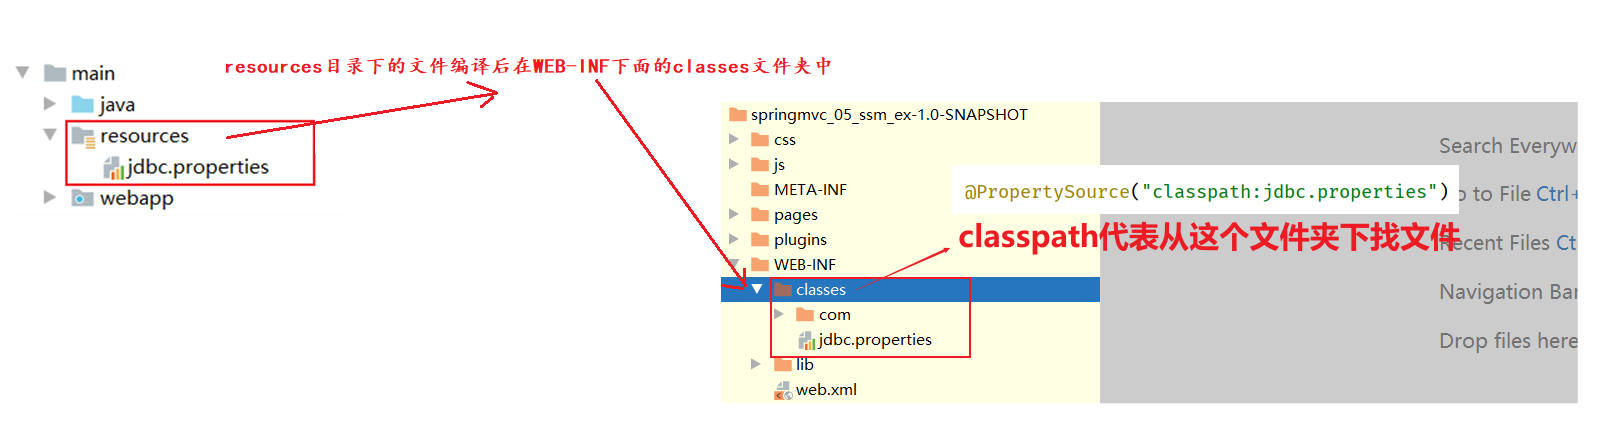 resources目录下的文件编译后在WEB-INF下面的classes文件夹中
main
java
resources
jdbc.properties
webapp
springmvc_05_ssm_ex-1.0-SNAPSHOT
css
js
META-INF
pages
plugins
WEB-INF
classes
com
jdbc.properties
lib
web.xml
Search Everyw
@PropertySource("classpath:jdbc.properties")
o to File Ctrl+
classpath代表从这个文件夹下找文件
Recent Files Ct
Navigation Bar
Drop files here